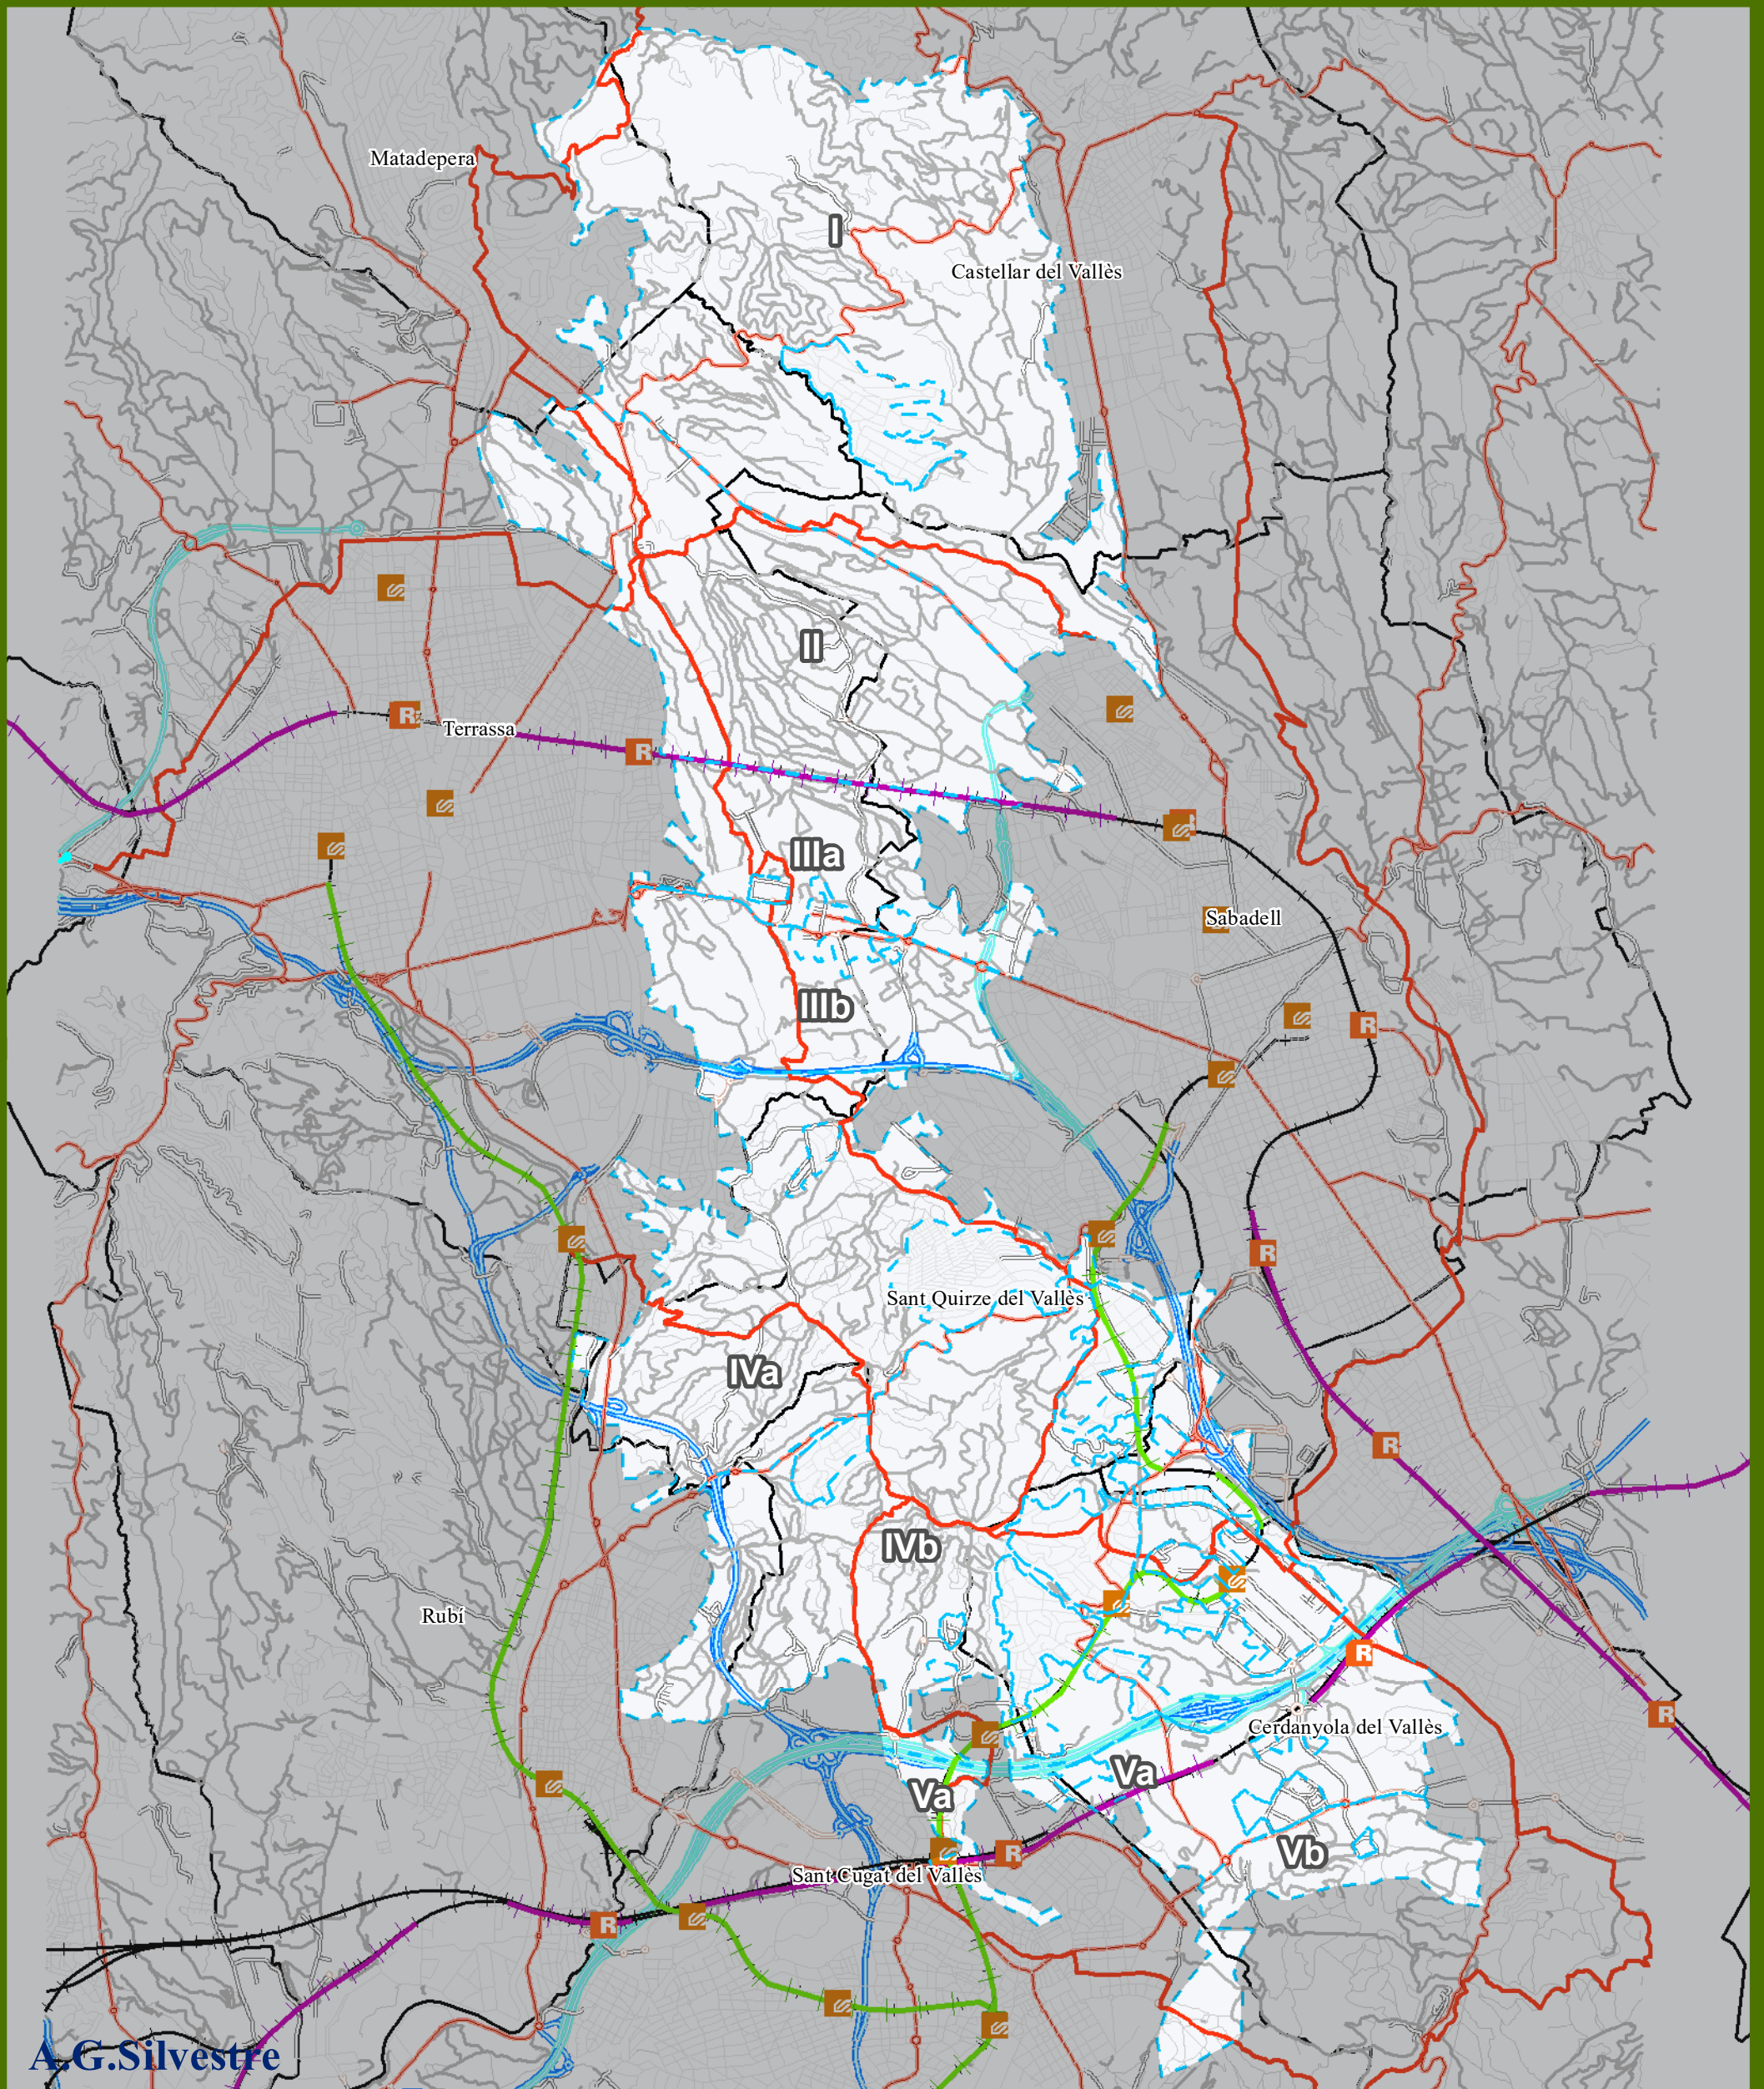 Matadepera
I
Castellar del Vallès
II
R
Terrassa
R
IIIa
Sabadell
IIIb
R
R
Sant Quirze del Vallès
IVa
R
IVb
Rubí
R
R
Cerdanyola del Vallès
Va
Va
Vb
R
Sant Cugat del Vallès
R
A.G.Silvestre